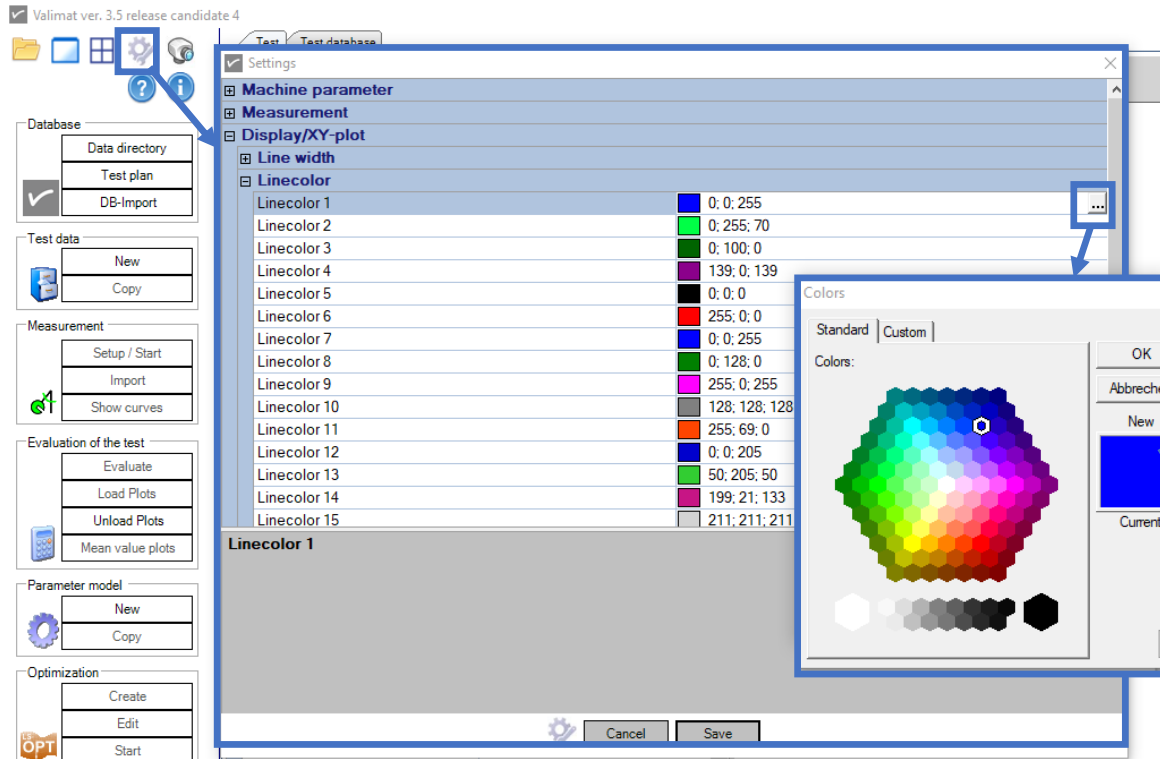 Valimat ver. 3.5 release candidate 4
Test Test database
Settings
Machine parameter
Measurement
Display/XY-plot
Line width
Linecolor
Linecolor 1 0; 0; 255 ...
Linecolor 2 0; 255; 70
Linecolor 3 0; 100; 0
Linecolor 4 139; 0; 139
Linecolor 5 0; 0; 0
Linecolor 6 255; 0; 0
Linecolor 7 0; 0; 255
Linecolor 8 0; 128; 0
Linecolor 9 255; 0; 255
Linecolor 10 128; 128; 128
Linecolor 11 255; 69; 0
Linecolor 12 0; 0; 205
Linecolor 13 50; 205; 50
Linecolor 14 199; 21; 133
Linecolor 15 211; 211; 211
Linecolor 1
Cancel Save
Database
Data directory
Test plan
DB-Import
Test data
New
Copy
Measurement
Setup / Start
Import
Show curves
Evaluation of the test
Evaluate
Load Plots
Unload Plots
Mean value plots
Parameter model
New
Copy
Optimization
Create
Edit
Start
OPT
Colors
Standard Custom
Colors:
OK
Abbreche
New
Current